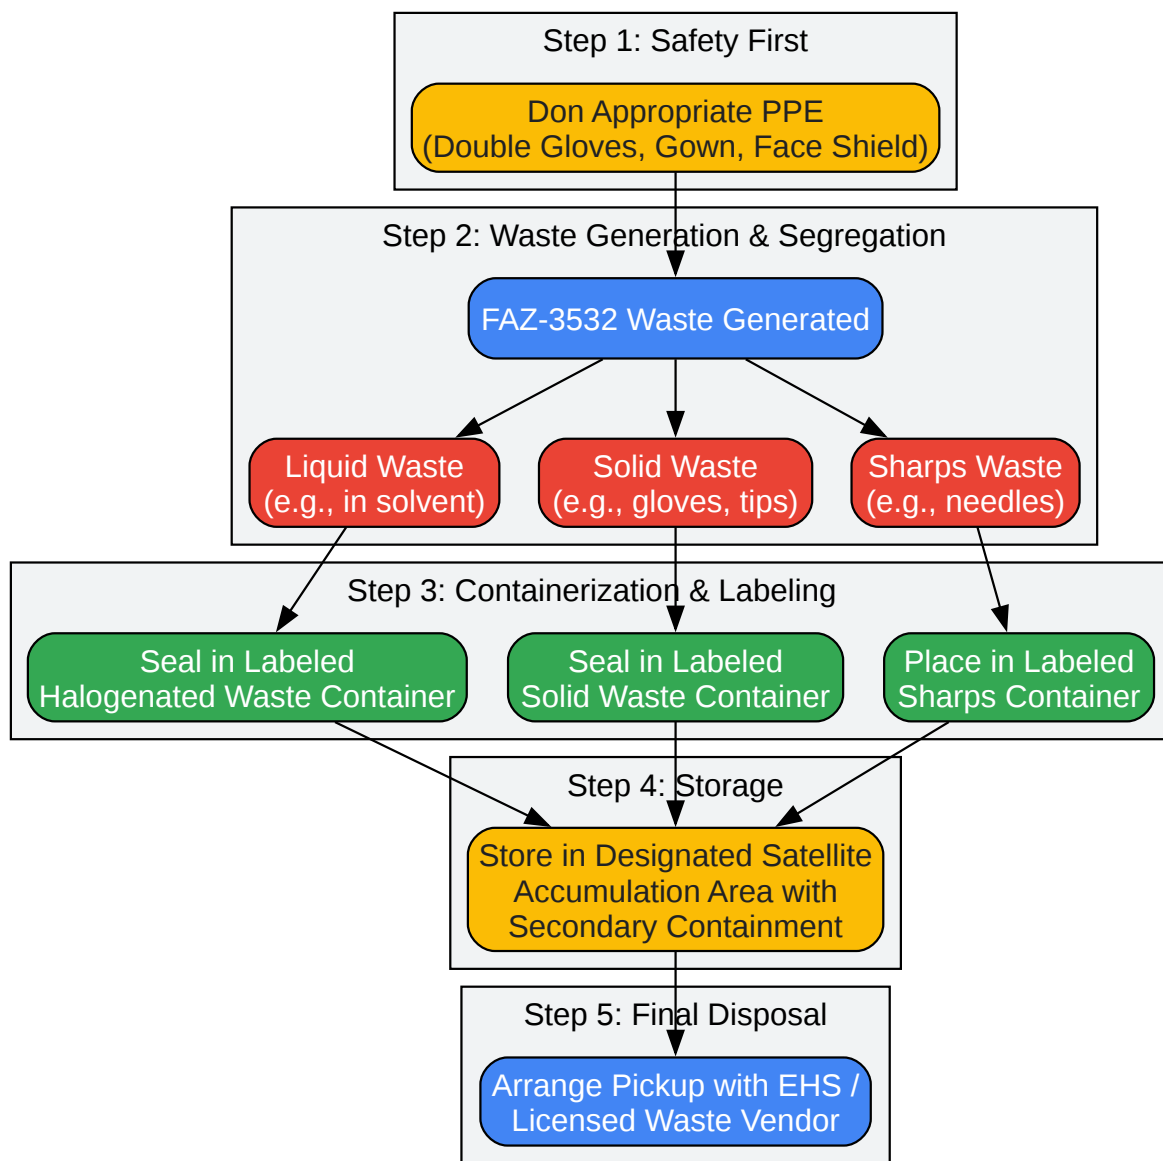 Step 1: Safety First
Don Appropriate PPE
(Double Gloves, Gown, Face Shield)
Step 2: Waste Generation & Segregation
FAZ-3532 Waste Generated
Liquid Waste
(e.g., in solvent)
Solid Waste
(e.g., gloves, tips)
Sharps Waste
(e.g., needles)
Step 3: Containerization & Labeling
Seal in Labeled
Halogenated Waste Container
Seal in Labeled
Solid Waste Container
Place in Labeled
Sharps Container
Step 4: Storage
Store in Designated Satellite
Accumulation Area with
Secondary Containment
Step 5: Final Disposal
Arrange Pickup with EHS /
Licensed Waste Vendor